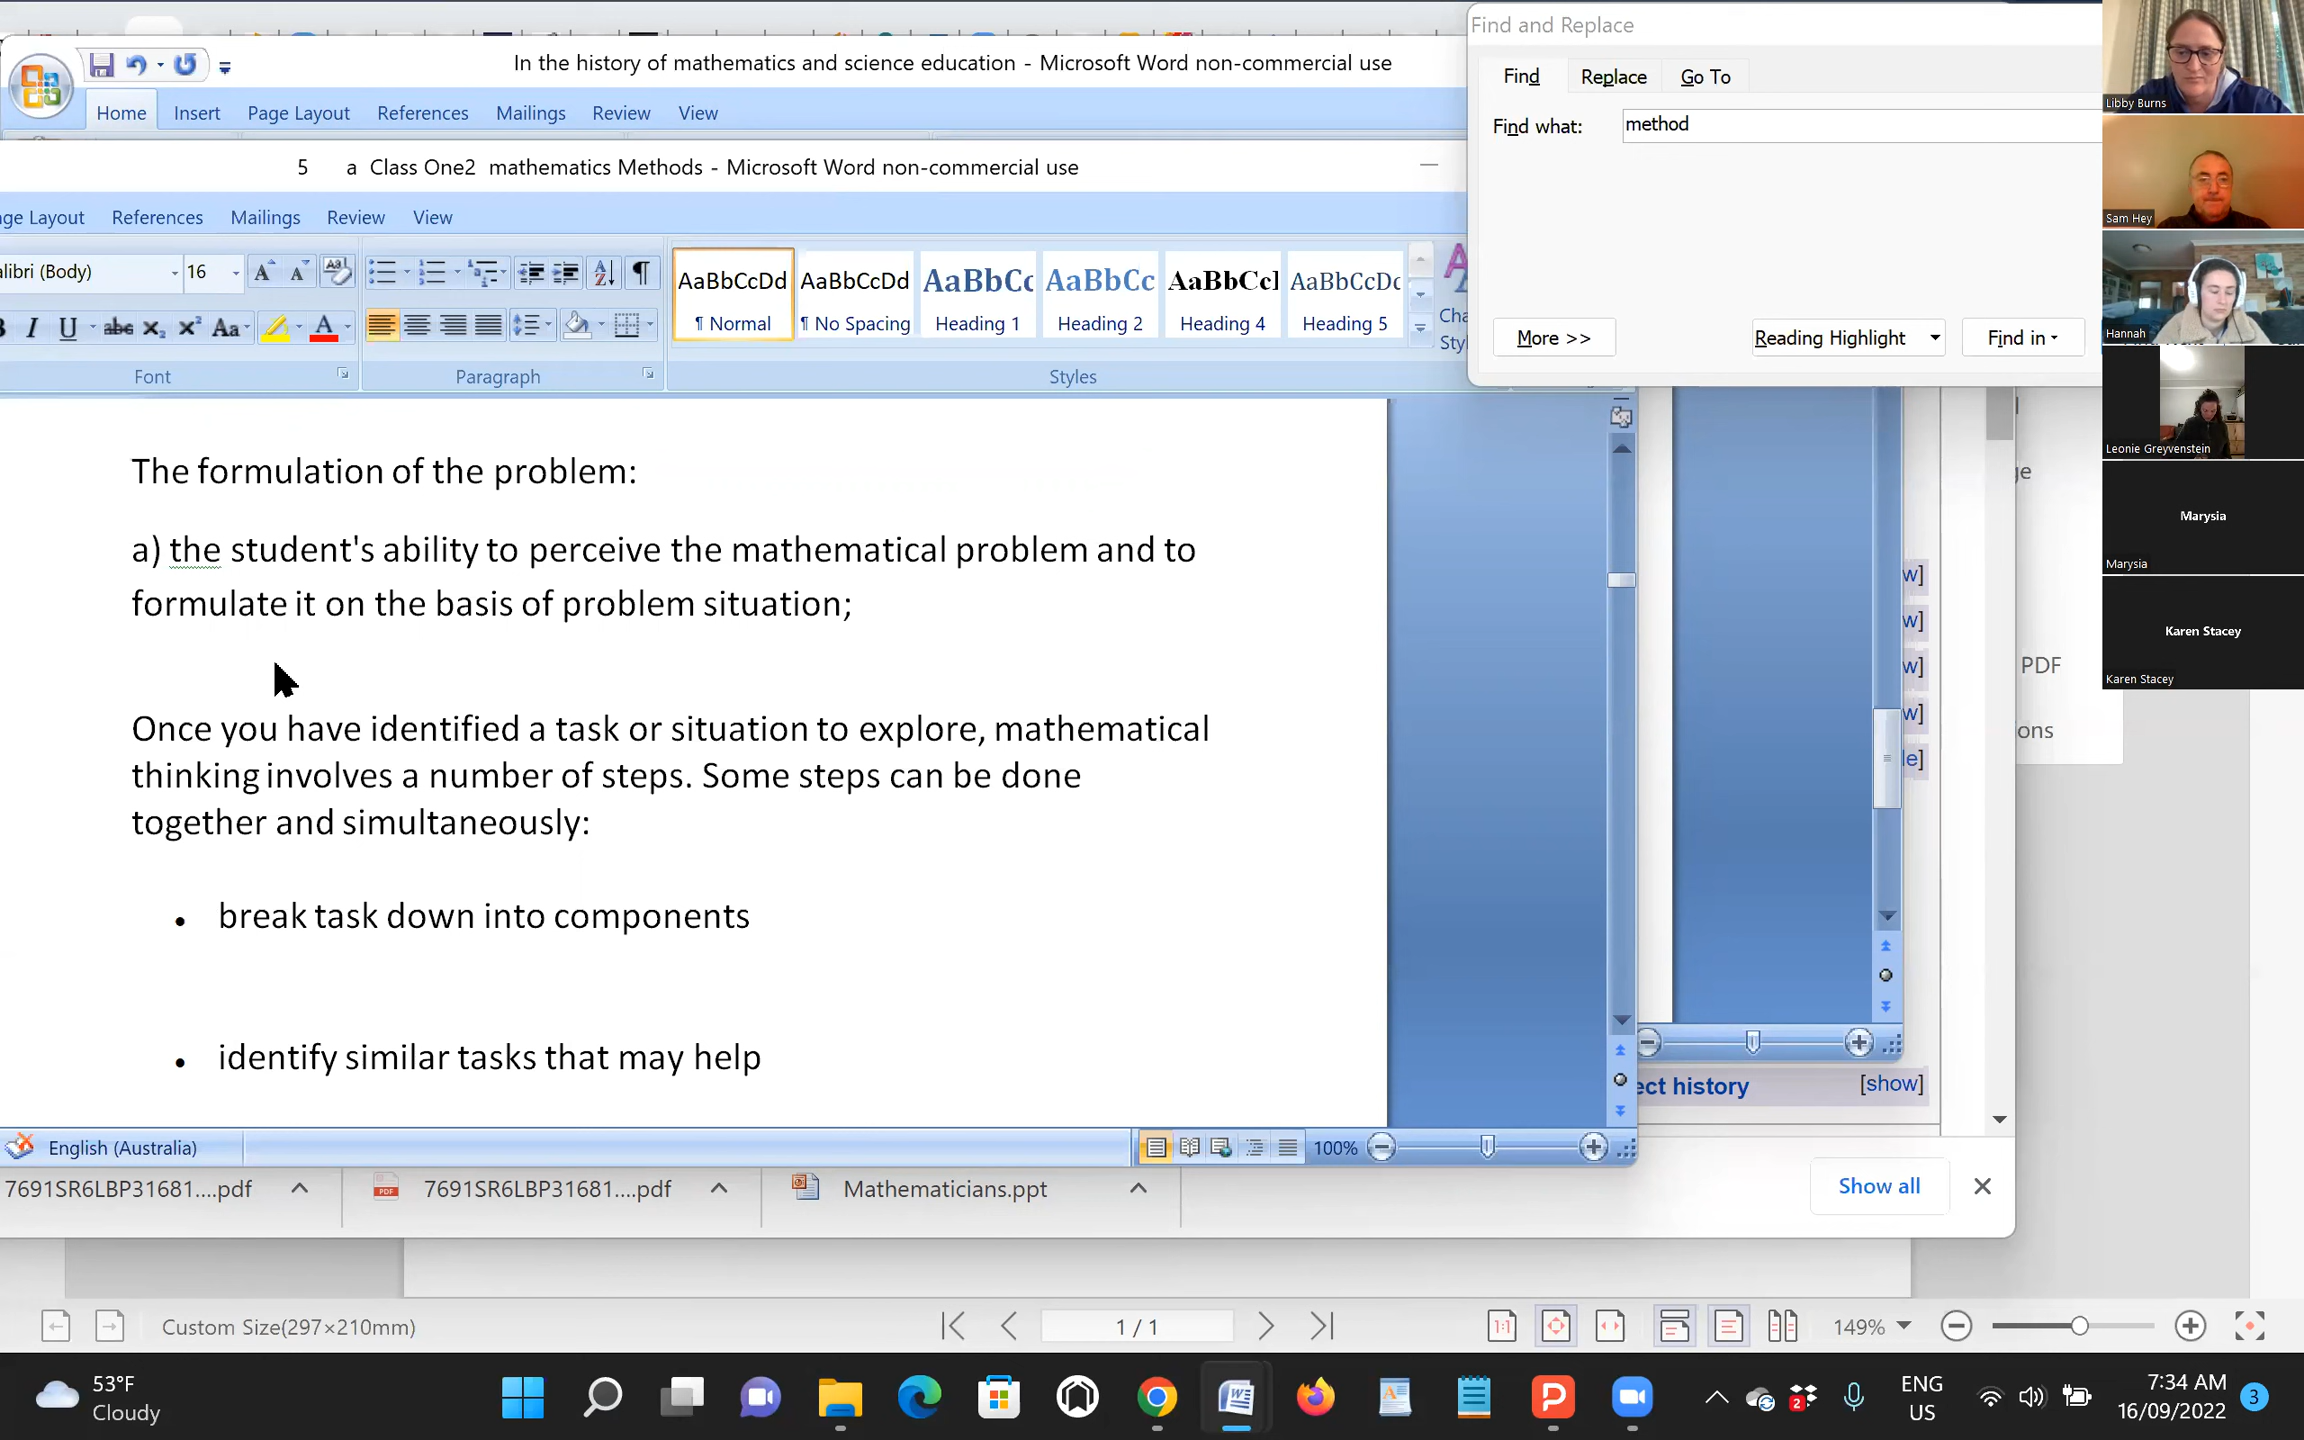 In the history of mathematics and science education - Microsoft Word non-commercial use
Home Insert Page Layout References Mailings Review View
5 a Class One2 mathematics Methods - Microsoft Word non-commercial use
ge Layout References Mailings Review View
alibri (Body) 16
AaBbCcDd AaBbCcDd AaBbCc AaBbCc AaBbCcI AaBbCcDc
¶ Normal ¶ No Spacing Heading 1 Heading 2 Heading 4 Heading 5
Font Paragraph Styles
Find and Replace
Find Replace Go To
Find what: method
More >> Reading Highlight Find in
The formulation of the problem:
a) the student's ability to perceive the mathematical problem and to
formulate it on the basis of problem situation;
Once you have identified a task or situation to explore, mathematical
thinking involves a number of steps. Some steps can be done
together and simultaneously:
• break task down into components
• identify similar tasks that may help
English (Australia) 100%
w]
w]
w]
w]
le]
PDF
ons
ect history [show]
Libby Burns
Sam Hey
Hannah
Leonie Greyvenstein
Marysia
Marysia
Karen Stacey
Karen Stacey
7691SR6LBP31681....pdf 7691SR6LBP31681....pdf Mathematicians.ppt Show all
Custom Size(297×210mm) 1 / 1 149%
53°F
Cloudy
ENG
US
7:34 AM
16/09/2022
3
2